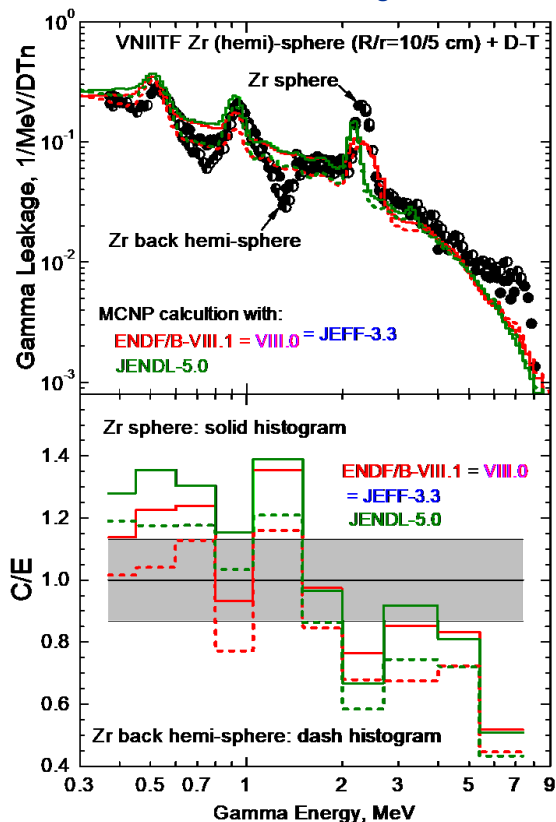 VNIITF Zr (hemi)-sphere (R/r=10/5 cm) + D-T
Zr sphere
Zr back hemi-sphere
MCNP calcultion with:
ENDF/B-VIII.1 = VIII.0 = JEFF-3.3
JENDL-5.0
Gamma Leakage, 1/MeV/DTn
10⁰
10⁻¹
10⁻²
10⁻³
Zr sphere: solid histogram
ENDF/B-VIII.1 = VIII.0
= JEFF-3.3
JENDL-5.0
Zr back hemi-sphere: dash histogram
C/E
1.4
1.2
1.0
0.8
0.6
0.4
0.3 0.5 0.7 1 2 3 5 7 9
Gamma Energy, MeV